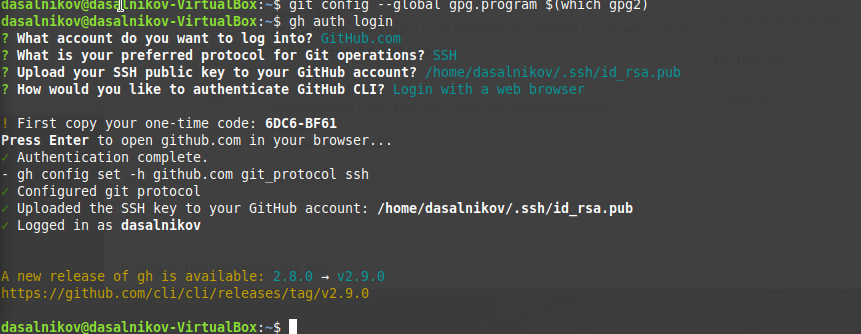 dasalnikov@dasalnikov-VirtualBox:~$ git config --global gpg.program $(which gpg2)
dasalnikov@dasalnikov-VirtualBox:~$ gh auth login
? What account do you want to log into? GitHub.com
? What is your preferred protocol for Git operations? SSH
? Upload your SSH public key to your GitHub account? /home/dasalnikov/.ssh/id_rsa.pub
? How would you like to authenticate GitHub CLI? Login with a web browser
! First copy your one-time code: 6DC6-BF61
Press Enter to open github.com in your browser...
✓ Authentication complete.
- gh config set -h github.com git_protocol ssh
✓ Configured git protocol
✓ Uploaded the SSH key to your GitHub account: /home/dasalnikov/.ssh/id_rsa.pub
✓ Logged in as dasalnikov
A new release of gh is available: 2.8.0 → v2.9.0
https://github.com/cli/cli/releases/tag/v2.9.0
dasalnikov@dasalnikov-VirtualBox:~$